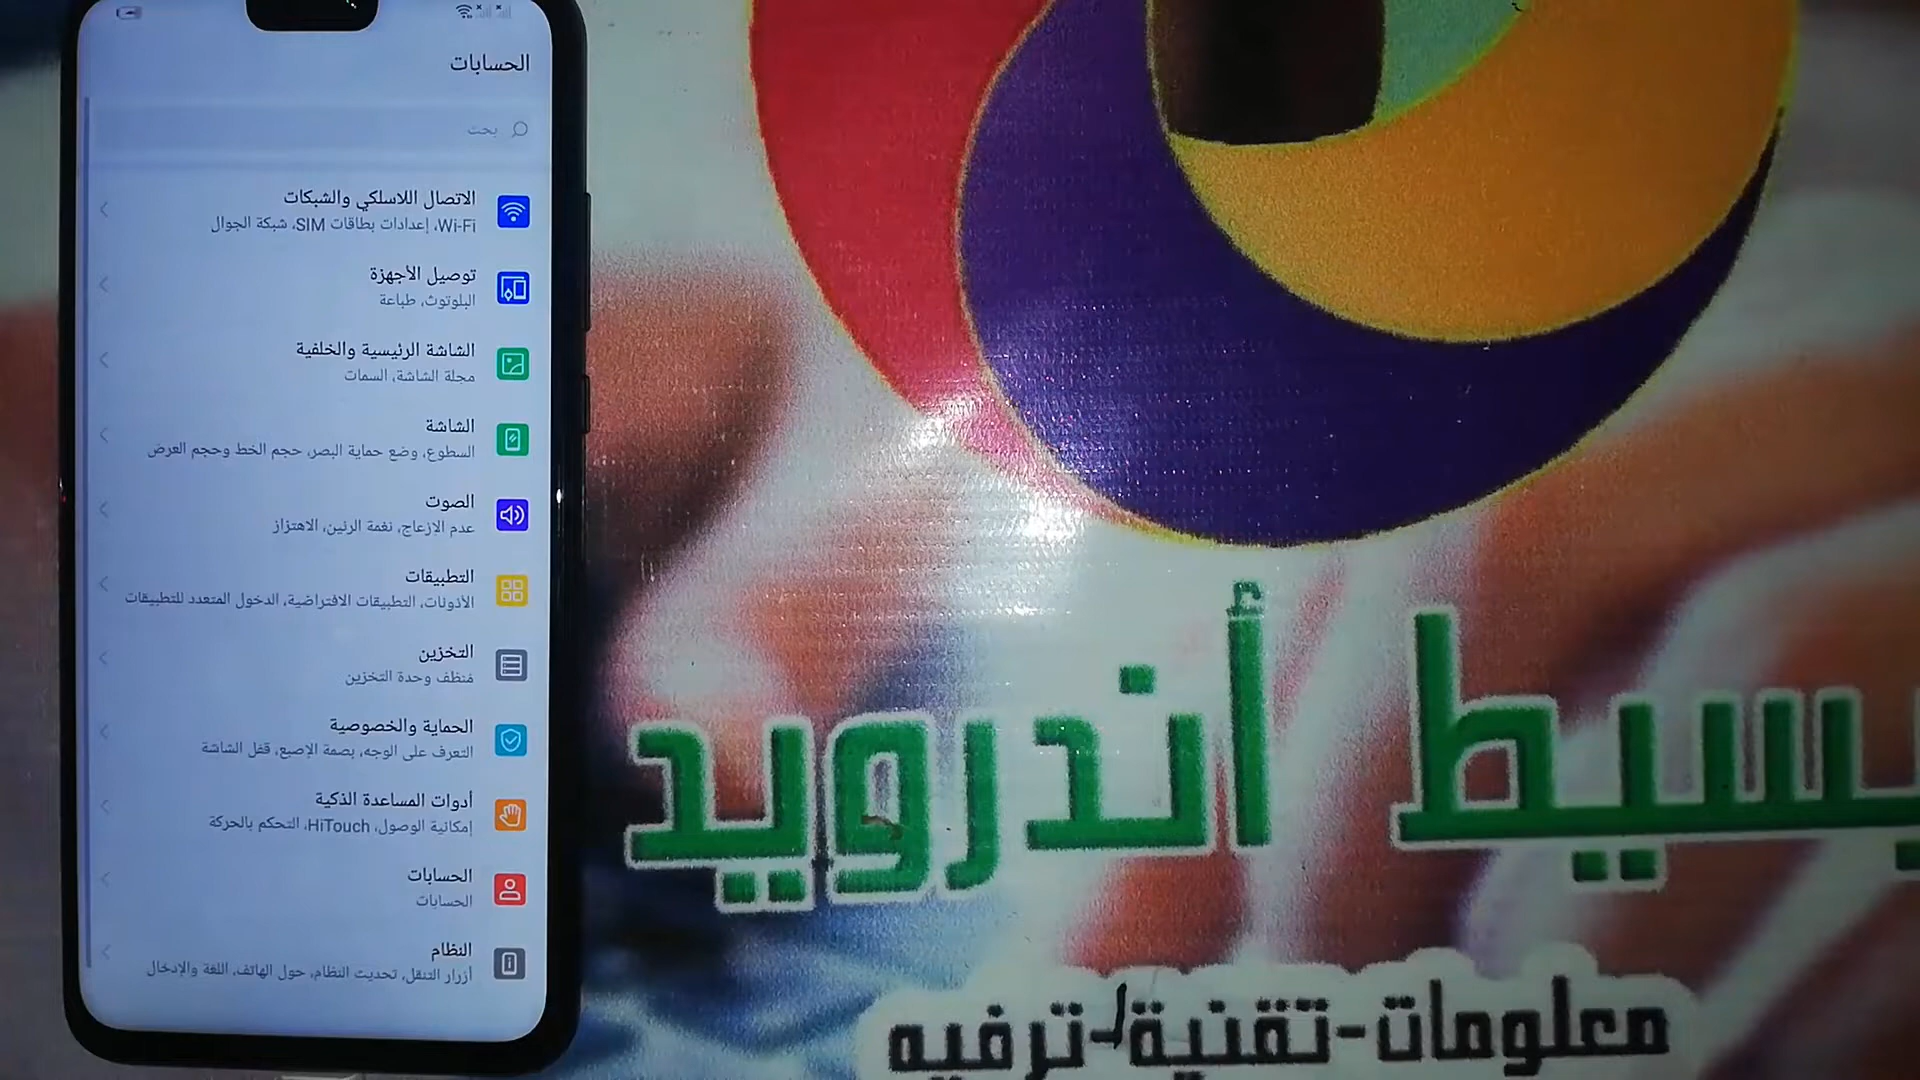 الحسابات
بحث
الاتصال اللاسلكي والشبكات
Wi-Fi، إعدادات بطاقات SIM، شبكة الجوال
توصيل الأجهزة
البلوتوث، طباعة
الشاشة الرئيسية والخلفية
مجلة الشاشة، السمات
الشاشة
السطوع، وضع حماية البصر، حجم الخط وحجم العرض
الصوت
عدم الإزعاج، نغمة الرنين، الاهتزاز
التطبيقات
الأذونات، التطبيقات الافتراضية، الدخول المتعدد للتطبيقات
التخزين
مُنظف وحدة التخزين
الحماية والخصوصية
التعرف على الوجه، بصمة الإصبع، قفل الشاشة
أدوات المساعدة الذكية
إمكانية الوصول، HiTouch، التحكم بالحركة
الحسابات
الحسابات
النظام
أزرار التنقل، تحديث النظام، حول الهاتف، اللغة والإدخال
بسيط أندرويد
معلومات-تقنية-ترفيه